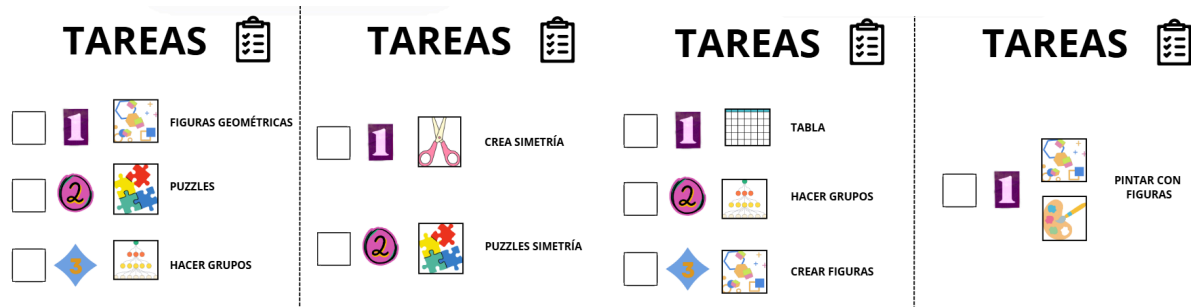 TAREAS
1
FIGURAS GEOMÉTRICAS
2
PUZZLES
3
HACER GRUPOS
TAREAS
1
CREA SIMETRÍA
2
PUZZLES SIMETRÍA
TAREAS
1
TABLA
2
HACER GRUPOS
3
CREAR FIGURAS
TAREAS
1
PINTAR CON
FIGURAS